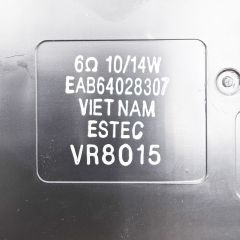 6Ω 10/14W
EAB64028307
VIET NAM
ESTEC
VR8015